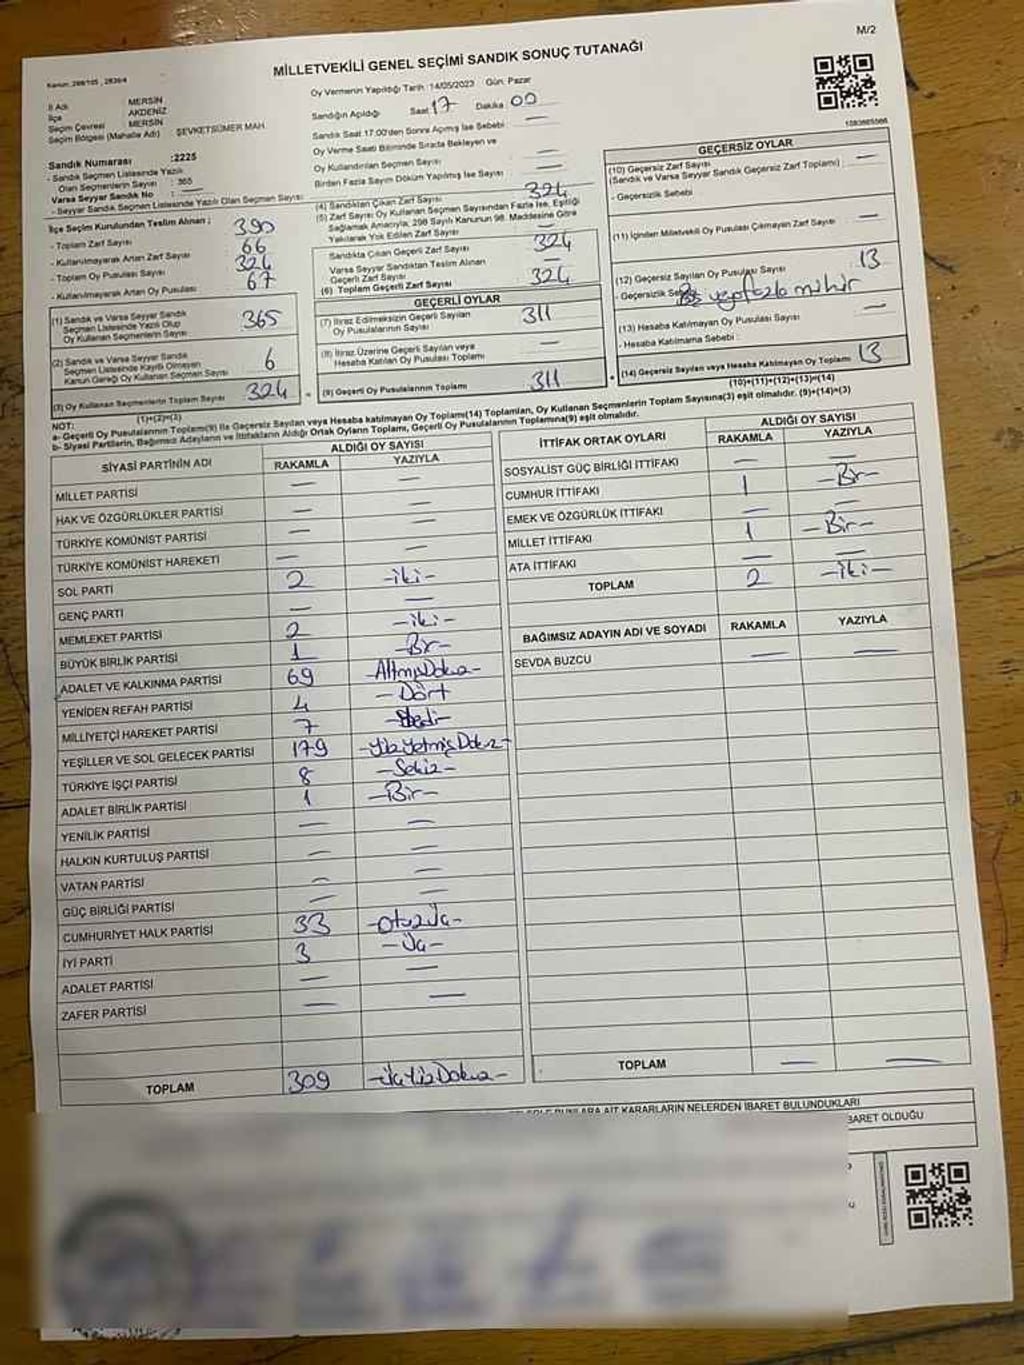 M/2
MİLLETVEKİLİ GENEL SEÇİMİ SANDIK SONUÇ TUTANAĞI
İl Adı MERSİN
İlçe AKDENİZ
Seçim Çevresi MERSİN
Seçim Bölgesi (Mahalle Adı) ŞEVKETSÜMER MAH.
Sandık Numarası :2225
- Sandık Seçmen Listesinde Yazılı
Olan Seçmenlerin Sayısı : 365
Varsa Seyyar Sandık No : —
- Seyyar Sandık Seçmen Listesinde Yazılı Olan Seçmen Sayısı
İlçe Seçim Kurulundan Teslim Alınan ;
- Toplam Zarf Sayısı 390
- Kullanılmayarak Artan Zarf Sayısı 66
- Toplam Oy Pusulası Sayısı 324
- Kullanılmayarak Artan Oy Pusulası 67
(1) Sandık ve Varsa Seyyar Sandık
Seçmen Listesinde Yazılı Olup
Oy Kullanan Seçmenlerin Sayısı 365
(2) Sandık ve Varsa Seyyar Sandık
Seçmen Listesinde Kayıtlı Olmayan
Kanun Gereği Oy Kullanan Seçmen Sayısı 6
(3) Oy Kullanan Seçmenlerin Toplam Sayısı 324
(1)+(2)=(3)
Oy Vermenin Yapıldığı Tarih :14/05/2023 Gün: Pazar
Sandığın Açıldığı Saat 17 Dakika 00
Sandık Saat 17:00'den Sonra Açılmış İse Sebebi : —
Oy Verme Saati Bitiminde Sırada Bekleyen ve
Oy Kullandırılan Seçmen Sayısı —
Birden Fazla Sayım Döküm Yapılmış İse Sayısı —
(4) Sandıktan Çıkan Zarf Sayısı 324
(5) Zarf Sayısı Oy Kullanan Seçmen Sayısından Fazla İse, Eşitliği
Sağlamak Amacıyla, 298 Sayılı Kanunun 98. Maddesine Göre
Yakılarak Yok Edilen Zarf Sayısı —
Sandıkta Çıkan Geçerli Zarf Sayısı 324
Varsa Seyyar Sandıktan Teslim Alınan
Geçerli Zarf Sayısı —
(6) Toplam Geçerli Zarf Sayısı 324
GEÇERLİ OYLAR
(7) İtiraz Edilmeksizin Geçerli Sayılan
Oy Pusulalarının Sayısı 311
(8) İtiraz Üzerine Geçerli Sayılan veya
Hesaba Katılan Oy Pusulası Toplamı —
(9) Geçerli Oy Pusulalarının Toplamı 311
GEÇERSİZ OYLAR
(10) Geçersiz Zarf Sayısı
(Sandık ve Varsa Seyyar Sandık Geçersiz Zarf Toplamı) —
- Geçersizlik Sebebi
(11) İçinden Milletvekili Oy Pusulası Çıkmayan Zarf Sayısı —
(12) Geçersiz Sayılan Oy Pusulası Sayısı 13
- Geçersizlik fazla mühür
(13) Hesaba Katılmayan Oy Pusulası Sayısı —
- Hesaba Katılmama Sebebi :
(14) Geçersiz Sayılan veya Hesaba Katılmayan Oy Toplamı 13
(10)+(11)+(12)+(13)=(14)
NOT:
a- Geçerli Oy Pusulalarının Toplamı(9) ile Geçersiz Sayılan veya Hesaba katılmayan Oy Toplamı(14) Toplamları, Oy Kullanan Seçmenlerin Toplam Sayısına(3) eşit olmalıdır. (9)+(14)=(3)
b- Siyasi Partilerin, Bağımsız Adayların ve İttifakların Aldığı Ortak Oyların Toplamı, Geçerli Oy Pusulalarının Toplamına(9) eşit olmalıdır.
SİYASİ PARTİNİN ADI ALDIĞI OY SAYISI
RAKAMLA YAZIYLA
MİLLET PARTİSİ — —
HAK VE ÖZGÜRLÜKLER PARTİSİ — —
TÜRKİYE KOMÜNİST PARTİSİ — —
TÜRKİYE KOMÜNİST HAREKETİ — —
SOL PARTİ 2 -iki-
GENÇ PARTİ — —
MEMLEKET PARTİSİ 2 -iki-
BÜYÜK BİRLİK PARTİSİ 1 -Bir-
ADALET VE KALKINMA PARTİSİ 69 -AltmışDokuz-
YENİDEN REFAH PARTİSİ 4 -Dört
MİLLİYETÇİ HAREKET PARTİSİ 7
YEŞİLLER VE SOL GELECEK PARTİSİ 179 -YüzYetmişDokuz-
TÜRKİYE İŞÇİ PARTİSİ 8 -Sekiz-
ADALET BİRLİK PARTİSİ 1 -Bir-
YENİLİK PARTİSİ — —
HALKIN KURTULUŞ PARTİSİ — —
VATAN PARTİSİ — —
GÜÇ BİRLİĞİ PARTİSİ — —
CUMHURİYET HALK PARTİSİ 33 -OtuzÜç-
İYİ PARTİ 3 -Üç-
ADALET PARTİSİ — —
ZAFER PARTİSİ — —
TOPLAM 309 -üçYüzDokuz-
İTTİFAK ORTAK OYLARI ALDIĞI OY SAYISI
RAKAMLA YAZIYLA
SOSYALİST GÜÇ BİRLİĞİ İTTİFAKI — —
CUMHUR İTTİFAKI 1 -Bir-
EMEK VE ÖZGÜRLÜK İTTİFAKI — —
MİLLET İTTİFAKI 1 -Bir-
ATA İTTİFAKI — —
TOPLAM 2 -iki-
BAĞIMSIZ ADAYIN ADI VE SOYADI RAKAMLA YAZIYLA
SEVDA BUZCU — —
TOPLAM — —
AİT KARARLARIN NELERDEN İBARET BULUNDUKLARI
BARET OLDUĞU